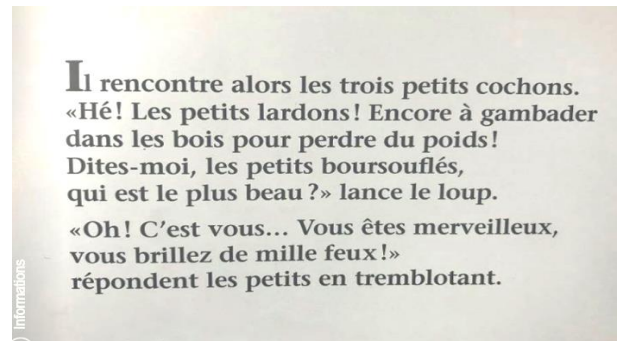 Il rencontre alors les trois petits cochons.
«Hé! Les petits lardons! Encore à gambader
dans les bois pour perdre du poids!
Dites-moi, les petits boursouflés,
qui est le plus beau?» lance le loup.
«Oh! C'est vous... Vous êtes merveilleux,
vous brillez de mille feux!»
répondent les petits en tremblotant.
Informations